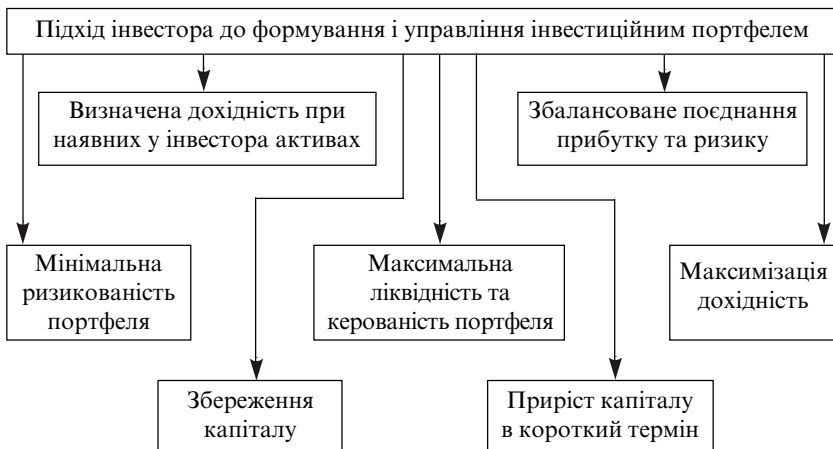 Підхід інвестора до формування і управління інвестиційним портфелем
Визначена дохідність при
наявних у інвестора активах
Збалансоване поєднання
прибутку та ризику
Мінімальна
ризикованість
портфеля
Максимальна
ліквідність та
керованість портфеля
Максимізація
дохідність
Збереження
капіталу
Приріст капіталу
в короткий термін